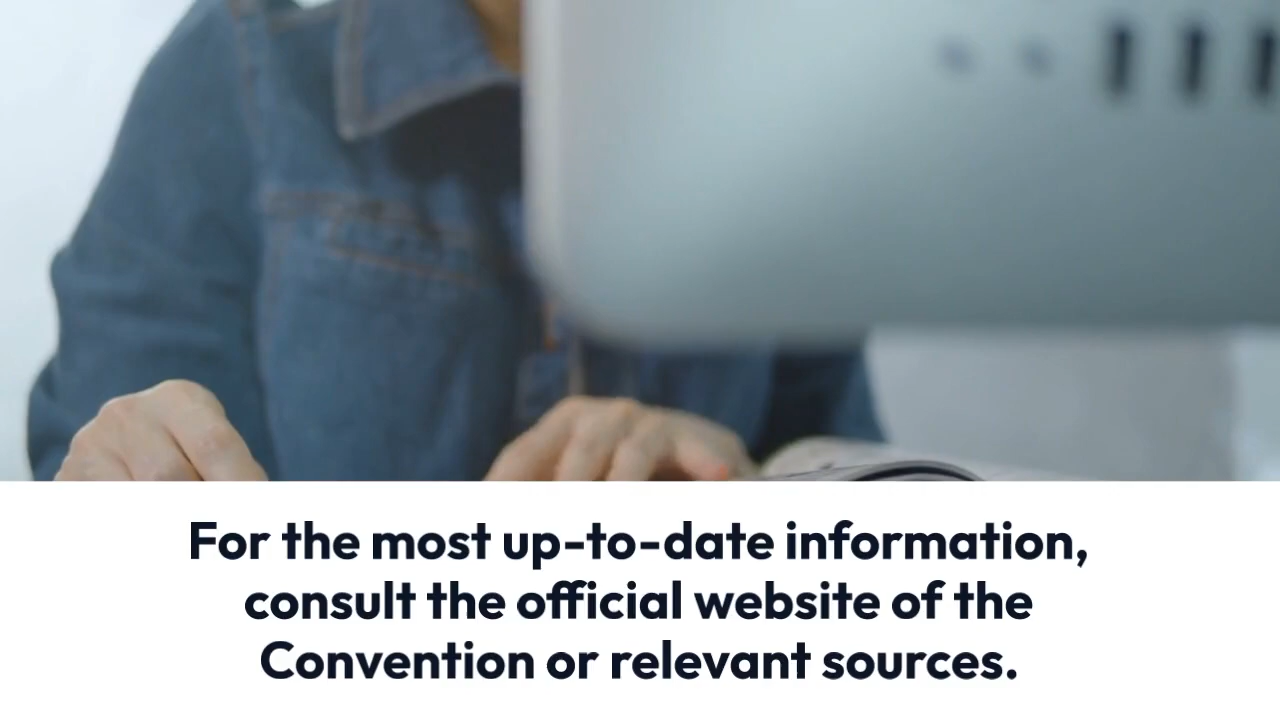 For the most up-to-date information,
consult the official website of the
Convention or relevant sources.